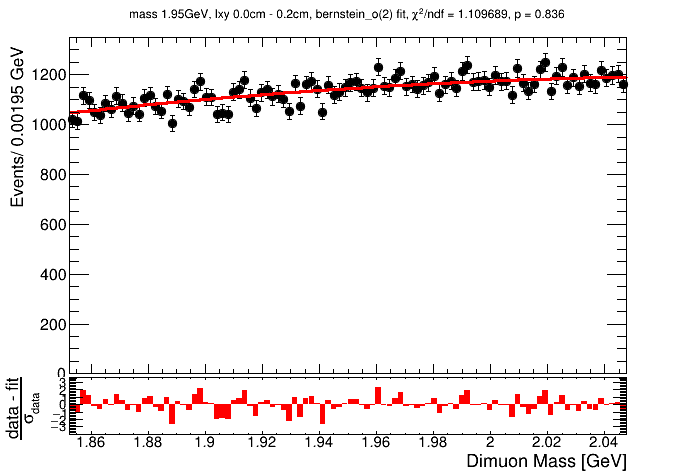 mass 1.95GeV, lxy 0.0cm - 0.2cm, bernstein_o(2) fit, χ²/ndf = 1.109689, p = 0.836
Events/ 0.00195 GeV
1200
1000
800
600
400
200
0
data - fit
σdata
3
2
1
0
−1
−2
−3
1.86 1.88 1.9 1.92 1.94 1.96 1.98 2 2.02 2.04
Dimuon Mass [GeV]